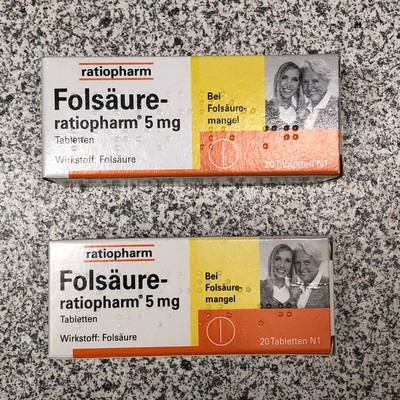 ratiopharm
Folsäure-
ratiopharm® 5 mg
Tabletten
Wirkstoff: Folsäure
Bei
Folsäure-
mangel
20 Tabletten N1
ratiopharm
Folsäure-
ratiopharm® 5 mg
Tabletten
Wirkstoff: Folsäure
Bei
Folsäure-
mangel
20 Tabletten N1